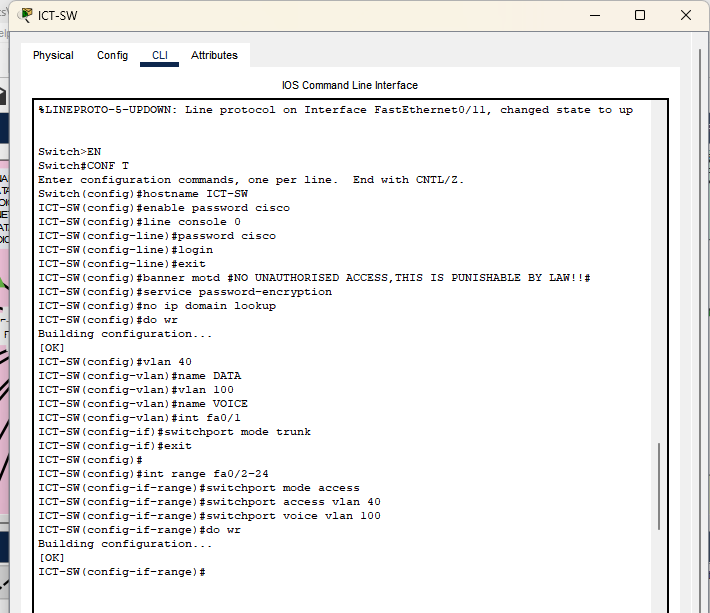 ICT-SW
Physical Config CLI Attributes
IOS Command Line Interface
%LINEPROTO-5-UPDOWN: Line protocol on Interface FastEthernet0/11, changed state to up
Switch>EN
Switch#CONF T
Enter configuration commands, one per line.  End with CNTL/Z.
Switch(config)#hostname ICT-SW
ICT-SW(config)#enable password cisco
ICT-SW(config)#line console 0
ICT-SW(config-line)#password cisco
ICT-SW(config-line)#login
ICT-SW(config-line)#exit
ICT-SW(config)#banner motd #NO UNAUTHORISED ACCESS,THIS IS PUNISHABLE BY LAW!!#
ICT-SW(config)#service password-encryption
ICT-SW(config)#no ip domain lookup
ICT-SW(config)#do wr
Building configuration...
[OK]
ICT-SW(config)#vlan 40
ICT-SW(config-vlan)#name DATA
ICT-SW(config-vlan)#vlan 100
ICT-SW(config-vlan)#name VOICE
ICT-SW(config-vlan)#int fa0/1
ICT-SW(config-if)#switchport mode trunk
ICT-SW(config-if)#exit
ICT-SW(config)#
ICT-SW(config)#int range fa0/2-24
ICT-SW(config-if-range)#switchport mode access
ICT-SW(config-if-range)#switchport access vlan 40
ICT-SW(config-if-range)#switchport voice vlan 100
ICT-SW(config-if-range)#do wr
Building configuration...
[OK]
ICT-SW(config-if-range)#